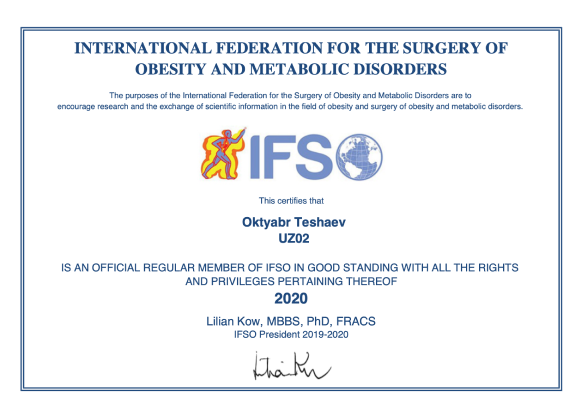 INTERNATIONAL FEDERATION FOR THE SURGERY OF
OBESITY AND METABOLIC DISORDERS
The purposes of the International Federation for the Surgery of Obesity and Metabolic Disorders are to
encourage research and the exchange of scientific information in the field of obesity and surgery of obesity and metabolic disorders.
IFSO
This certifies that
Oktyabr Teshaev
UZ02
IS AN OFFICIAL REGULAR MEMBER OF IFSO IN GOOD STANDING WITH ALL THE RIGHTS
AND PRIVILEGES PERTAINING THEREOF
2020
Lilian Kow, MBBS, PhD, FRACS
IFSO President 2019-2020